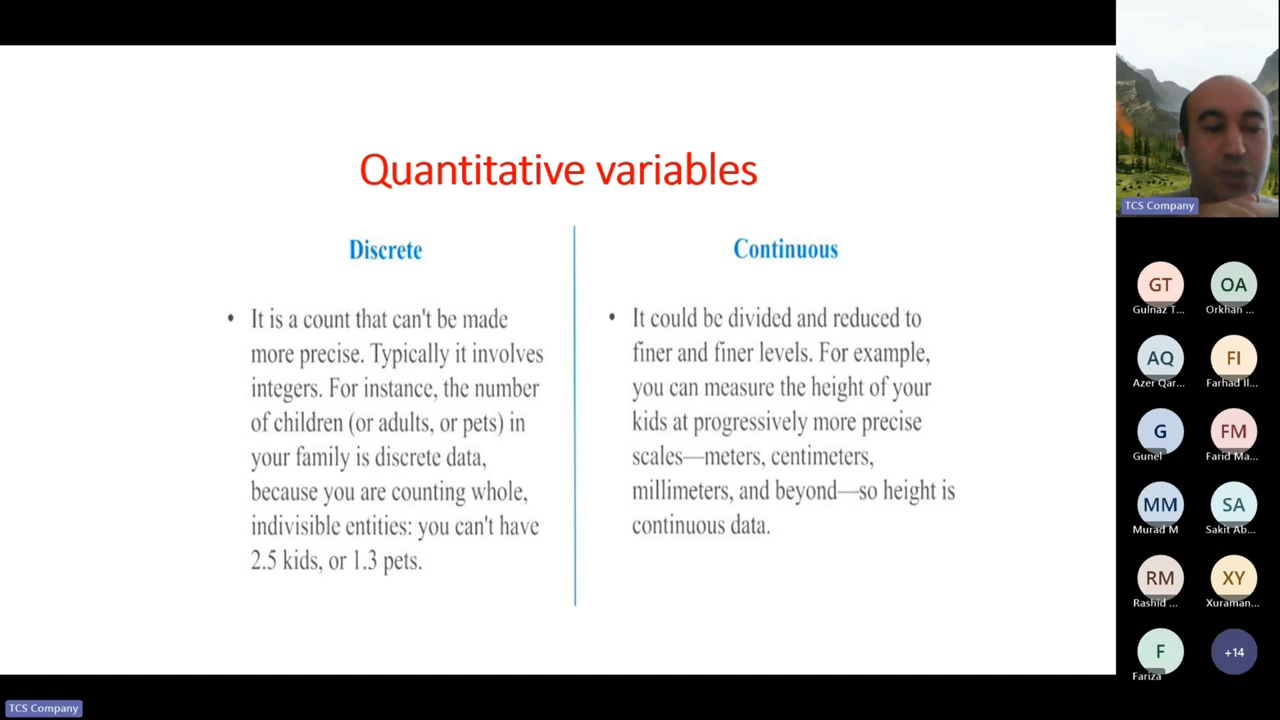 Quantitative variables
Discrete
• It is a count that can't be made
more precise. Typically it involves
integers. For instance, the number
of children (or adults, or pets) in
your family is discrete data,
because you are counting whole,
indivisible entities: you can't have
2.5 kids, or 1.3 pets.
Continuous
• It could be divided and reduced to
finer and finer levels. For example,
you can measure the height of your
kids at progressively more precise
scales—meters, centimeters,
millimeters, and beyond—so height is
continuous data.
TCS Company
GT
Gulnaz T...
OA
Orkhan ...
AQ
Azer Qar...
FI
Farhad Il...
G
Gunel
FM
Farid Ma...
MM
Murad M
SA
Sakit Ab...
RM
Rashid ...
XY
Xuraman...
F
Fariza
+14
TCS Company